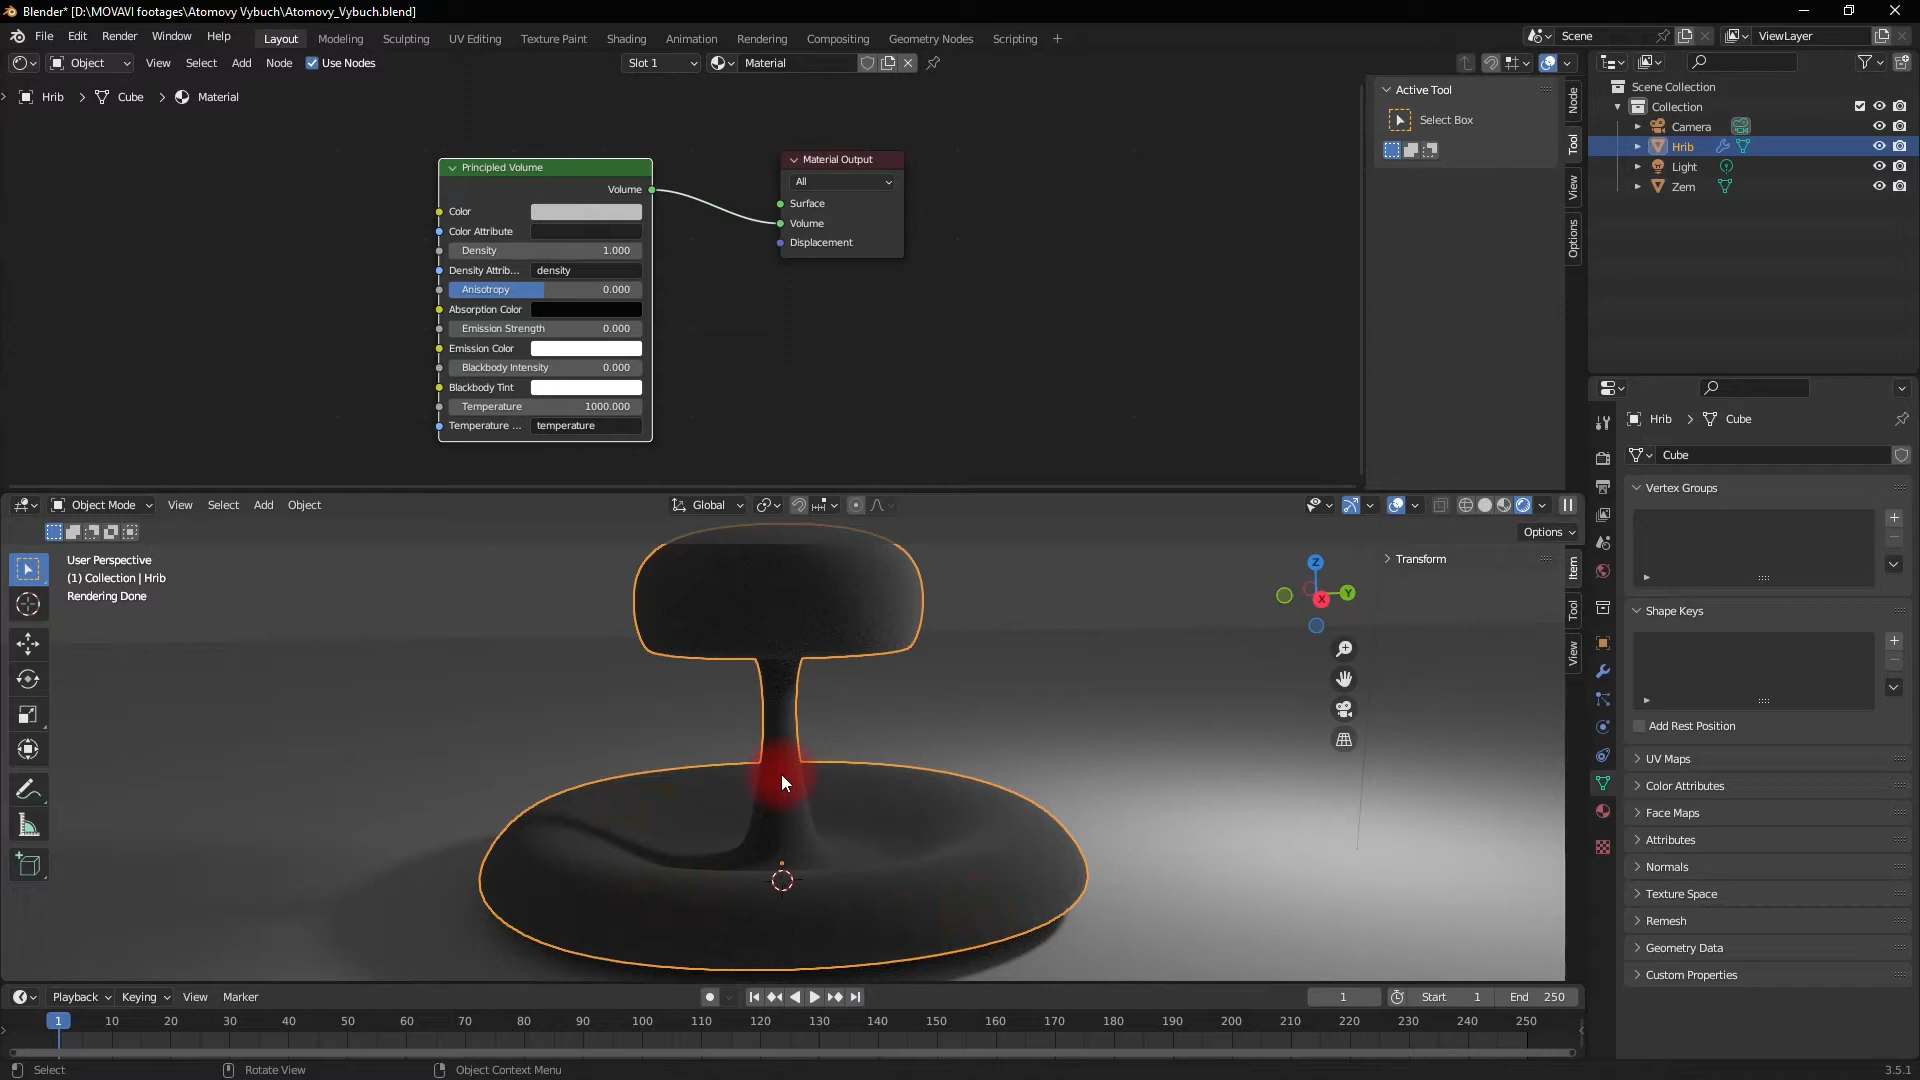 Blender* [D:\MOVAVI footages\Atomovy Vybuch\Atomovy_Vybuch.blend]
File Edit Render Window Help Layout Modeling Sculpting UV Editing Texture Paint Shading Animation Rendering Compositing Geometry Nodes Scripting + Scene ViewLayer
Object View Select Add Node Use Nodes Slot 1 Material
Hrib > Cube > Material
Active Tool
Select Box
Node
Tool
View
Options
Principled Volume
Volume
Color
Color Attribute
Density 1.000
Density Attrib... density
Anisotropy 0.000
Absorption Color
Emission Strength 0.000
Emission Color
Blackbody Intensity 0.000
Blackbody Tint
Temperature 1000.000
Temperature ... temperature
Material Output
All
Surface
Volume
Displacement
Scene Collection
Collection
Camera
Hrib
Light
Zem
Hrib > Cube
Cube
Vertex Groups
Shape Keys
Add Rest Position
UV Maps
Color Attributes
Face Maps
Attributes
Normals
Texture Space
Remesh
Geometry Data
Custom Properties
Object Mode View Select Add Object Global
Options
User Perspective
(1) Collection | Hrib
Rendering Done
Z
Y
X
Transform
Item
Tool
View
Playback Keying View Marker 1 Start 1 End 250
1 10 20 30 40 50 60 70 80 90 100 110 120 130 140 150 160 170 180 190 200 210 220 230 240 250
Select Rotate View Object Context Menu 3.5.1